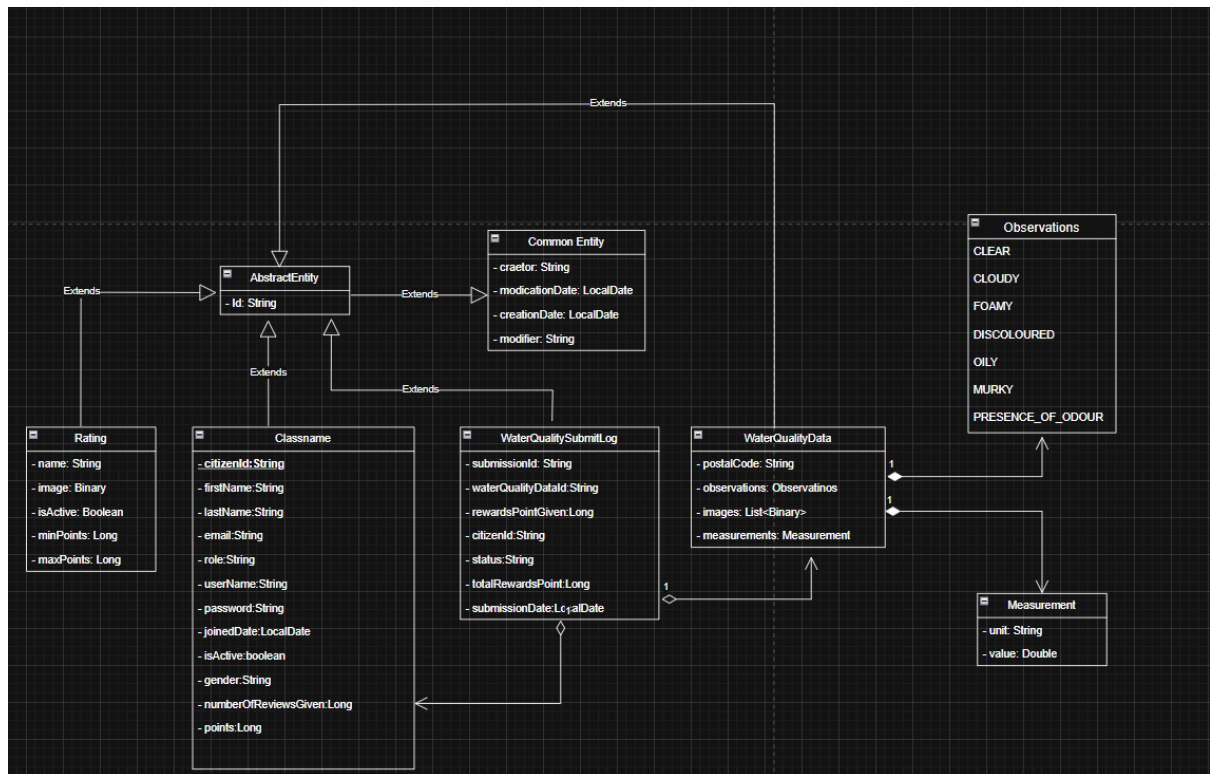 Extends
Observations
CLEAR
CLOUDY
FOAMY
DISCOLOURED
OILY
MURKY
PRESENCE_OF_ODOUR
Common Entity
- craetor: String
- modicationDate: LocalDate
- creationDate: LocalDate
- modifier: String
AbstractEntity
- Id: String
Extends
Extends
Extends
Extends
Rating
- name: String
- image: Binary
- isActive: Boolean
- minPoints: Long
- maxPoints: Long
Classname
- citizenId:String
- firstName:String
- lastName:String
- email:String
- role:String
- userName:String
- password:String
- joinedDate:LocalDate
- isActive:boolean
- gender:String
- numberOfReviewsGiven:Long
- points:Long
WaterQualitySubmitLog
- submissionId: String
- waterQualityDataId:String
- rewardsPointGiven:Long
- citizenId:String
- status:String
- totalRewardsPoint:Long
- submissionDate:LocalDate
1
1
WaterQualityData
- postalCode: String
- observations: Observatinos
- images: List<Binary>
- measurements: Measurement
1
1
Measurement
- unit: String
- value: Double